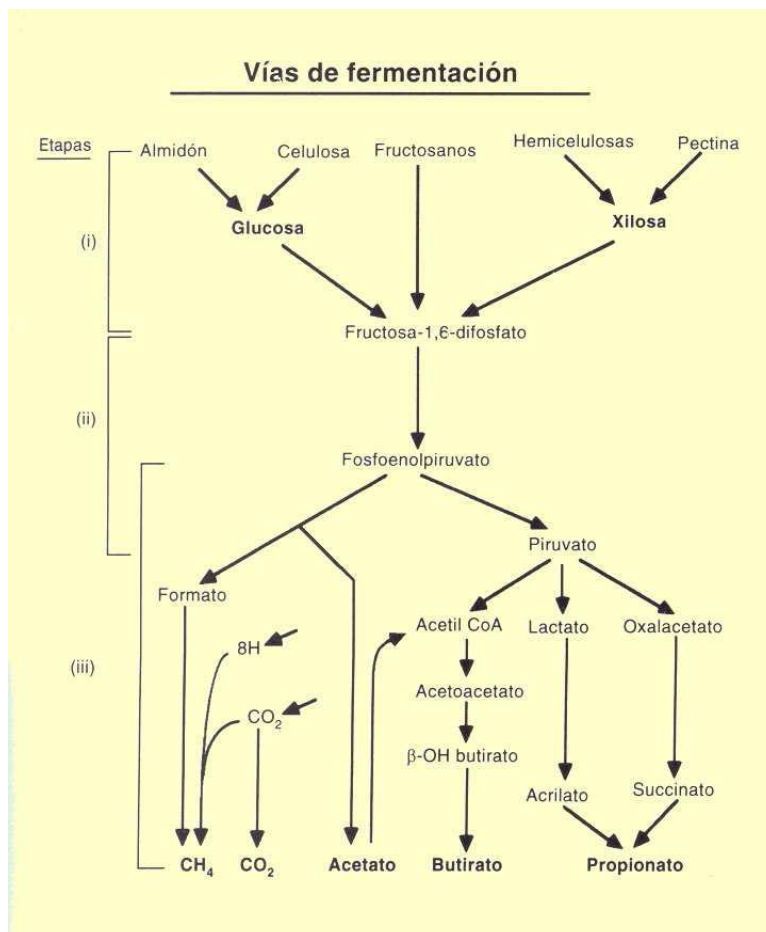 Vías de fermentación
Etapas
Almidón
Celulosa
Fructosanos
Hemicelulosas
Pectina
Glucosa
Xilosa
(i)
Fructosa-1,6-difosfato
(ii)
Fosfoenolpiruvato
Piruvato
Formato
Acetil CoA
Lactato
Oxalacetato
8H
(iii)
Acetoacetato
CO₂
β-OH butirato
Acrilato
Succinato
CH₄
CO₂
Acetato
Butirato
Propionato